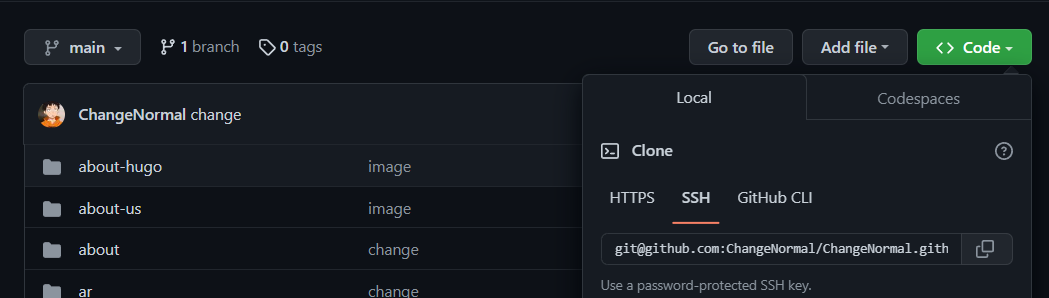 main 1 branch 0 tags Go to file Add file Code
Local Codespaces
ChangeNormal change
Clone
about-hugo image
HTTPS SSH GitHub CLI
about-us image
about change
git@github.com:ChangeNormal/ChangeNormal.gith
Use a password-protected SSH key.
ar change